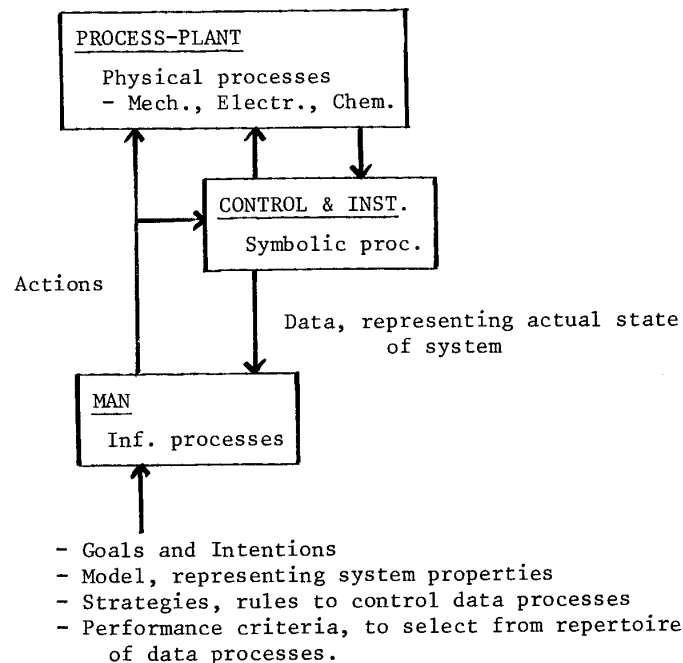 PROCESS-PLANT
Physical processes
- Mech., Electr., Chem.
CONTROL & INST.
Symbolic proc.
Actions
Data, representing actual state
of system
MAN
Inf. processes
- Goals and Intentions
- Model, representing system properties
- Strategies, rules to control data processes
- Performance criteria, to select from repertoire
of data processes.